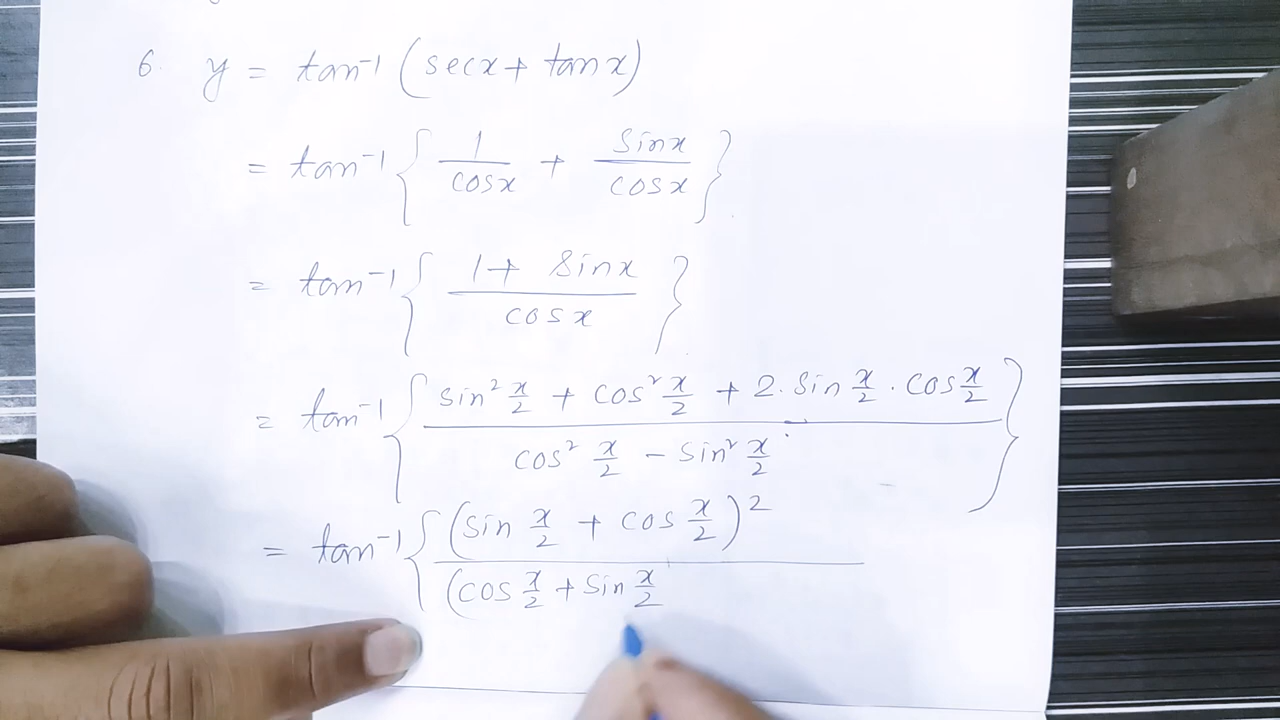 6. y = tan⁻¹ (secx + tanx)
= tan⁻¹ { 1/cosx + sinx/cosx }
= tan⁻¹ { (1 + sinx)/cosx }
= tan⁻¹ { (sin² x/2 + cos² x/2 + 2·sin x/2 · cos x/2)/(cos² x/2 − sin² x/2) }
= tan⁻¹ { (sin x/2 + cos x/2)²/(cos x/2 + sin x/2